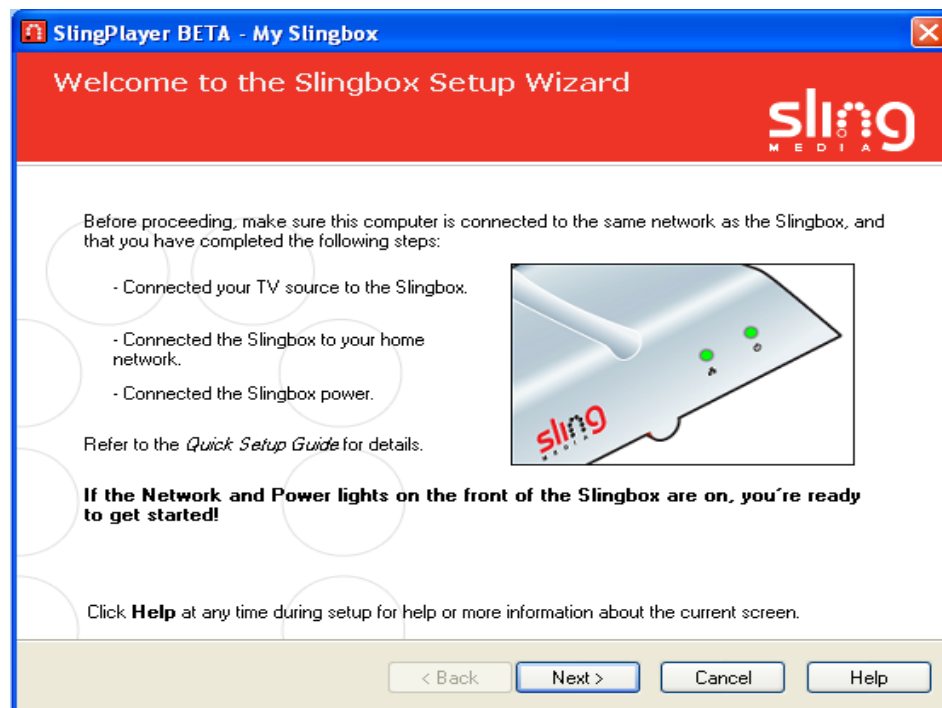 SlingPlayer BETA - My Slingbox
Welcome to the Slingbox Setup Wizard
sling
MEDIA
Before proceeding, make sure this computer is connected to the same network as the Slingbox, and
that you have completed the following steps:
- Connected your TV source to the Slingbox.
- Connected the Slingbox to your home
network.
- Connected the Slingbox power.
sling
MEDIA
Refer to the Quick Setup Guide for details.
If the Network and Power lights on the front of the Slingbox are on, you´re ready
to get started!
Click Help at any time during setup for help or more information about the current screen.
< Back Next > Cancel Help